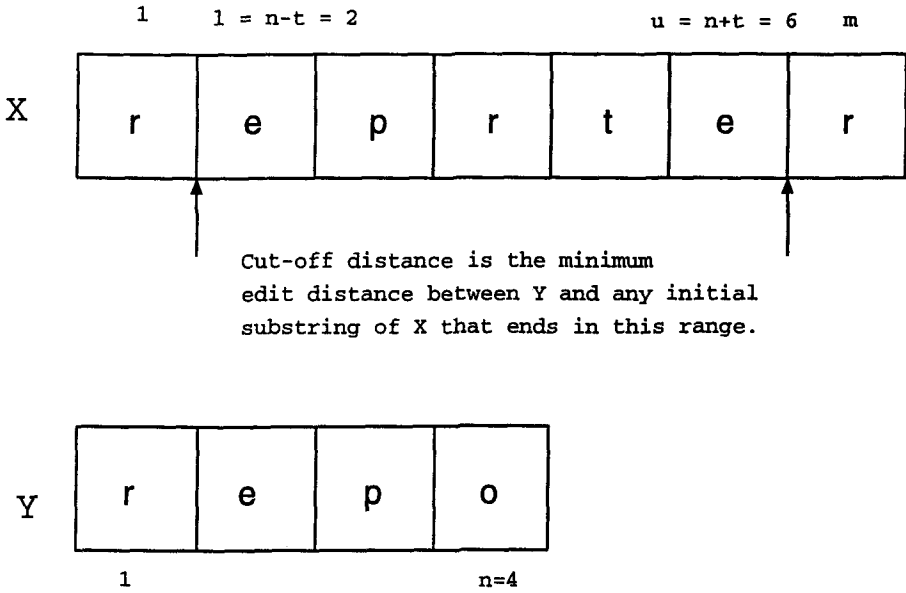 1 l = n-t = 2 u = n+t = 6 m
X r e p r t e r
Cut-off distance is the minimum
edit distance between Y and any initial
substring of X that ends in this range.
Y r e p o
1 n=4